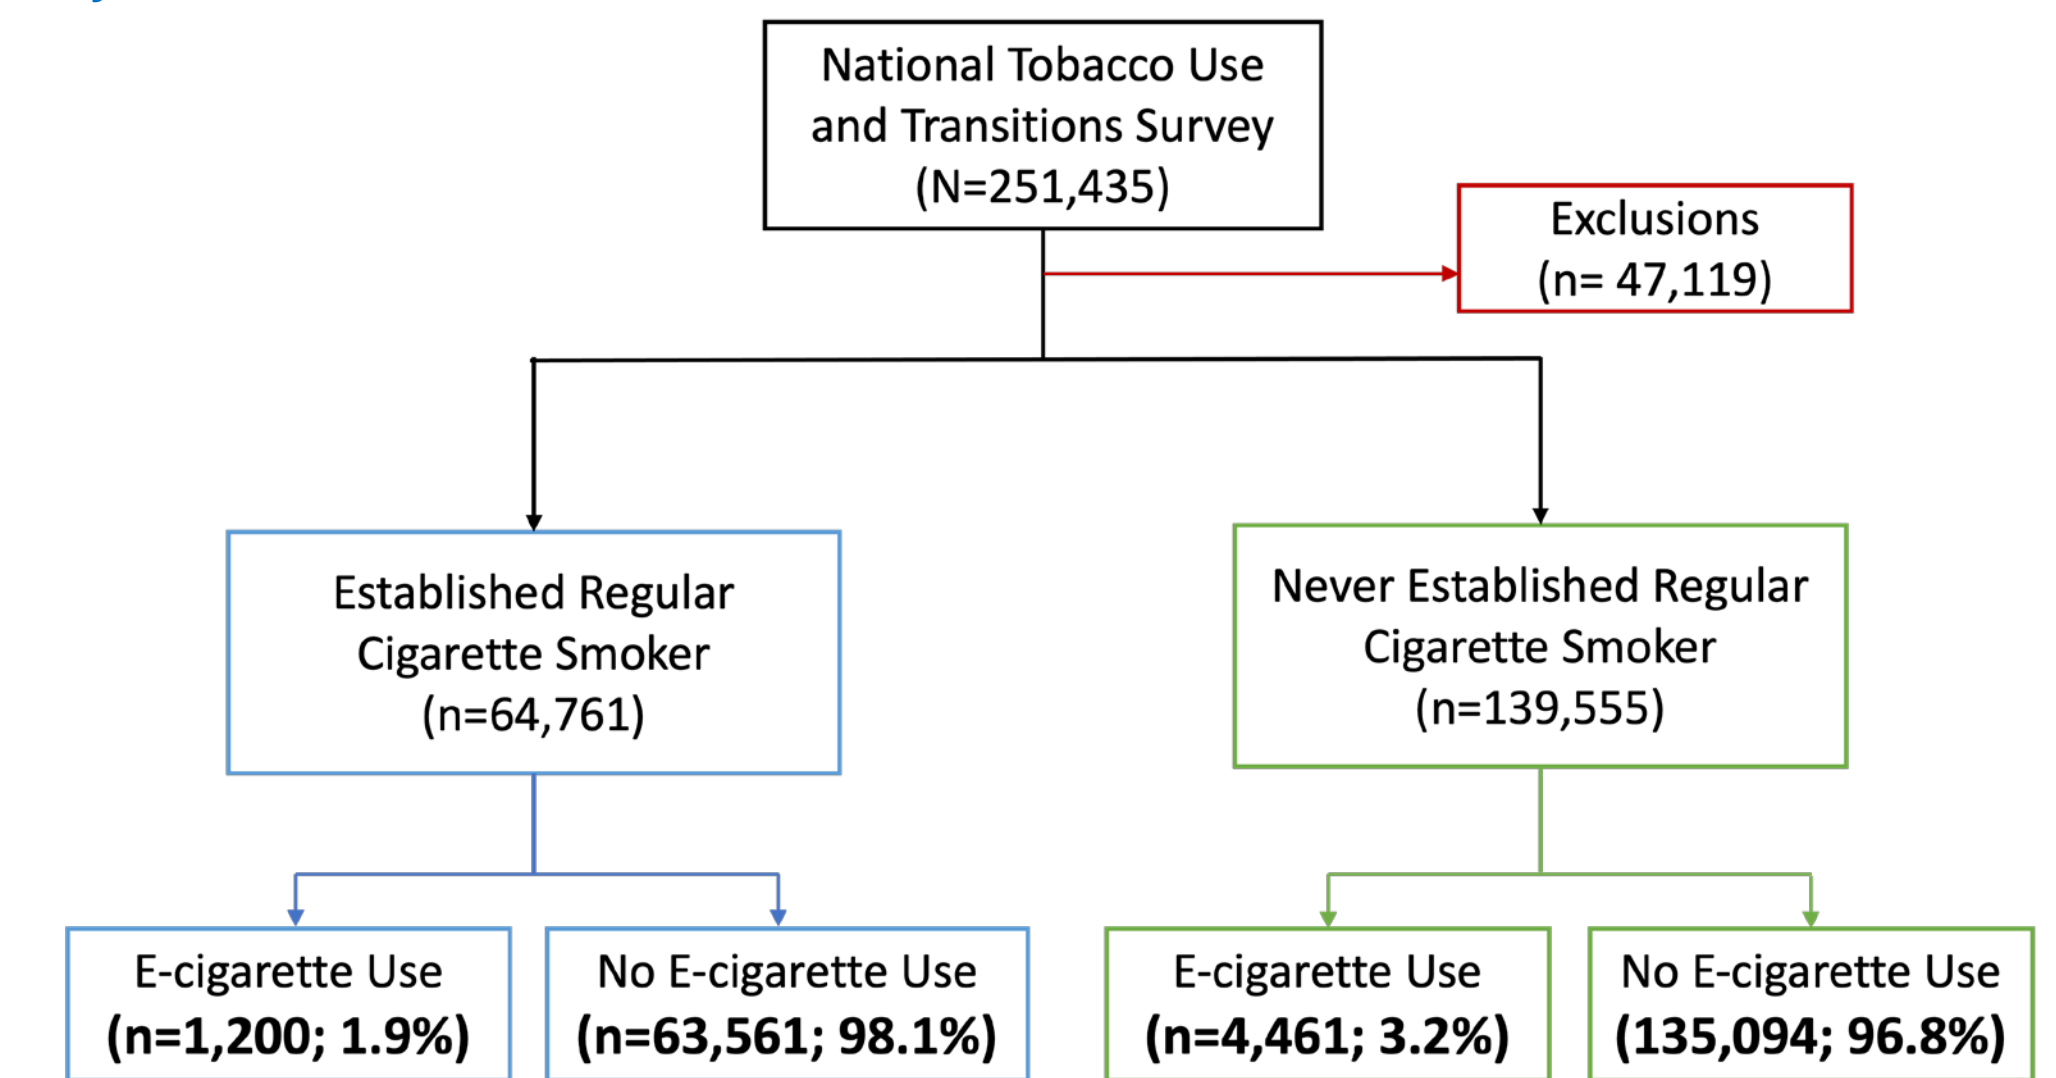 National Tobacco Use
and Transitions Survey
(N=251,435)
Exclusions
(n= 47,119)
Established Regular
Cigarette Smoker
(n=64,761)
Never Established Regular
Cigarette Smoker
(n=139,555)
E-cigarette Use
(n=1,200; 1.9%)
No E-cigarette Use
(n=63,561; 98.1%)
E-cigarette Use
(n=4,461; 3.2%)
No E-cigarette Use
(135,094; 96.8%)